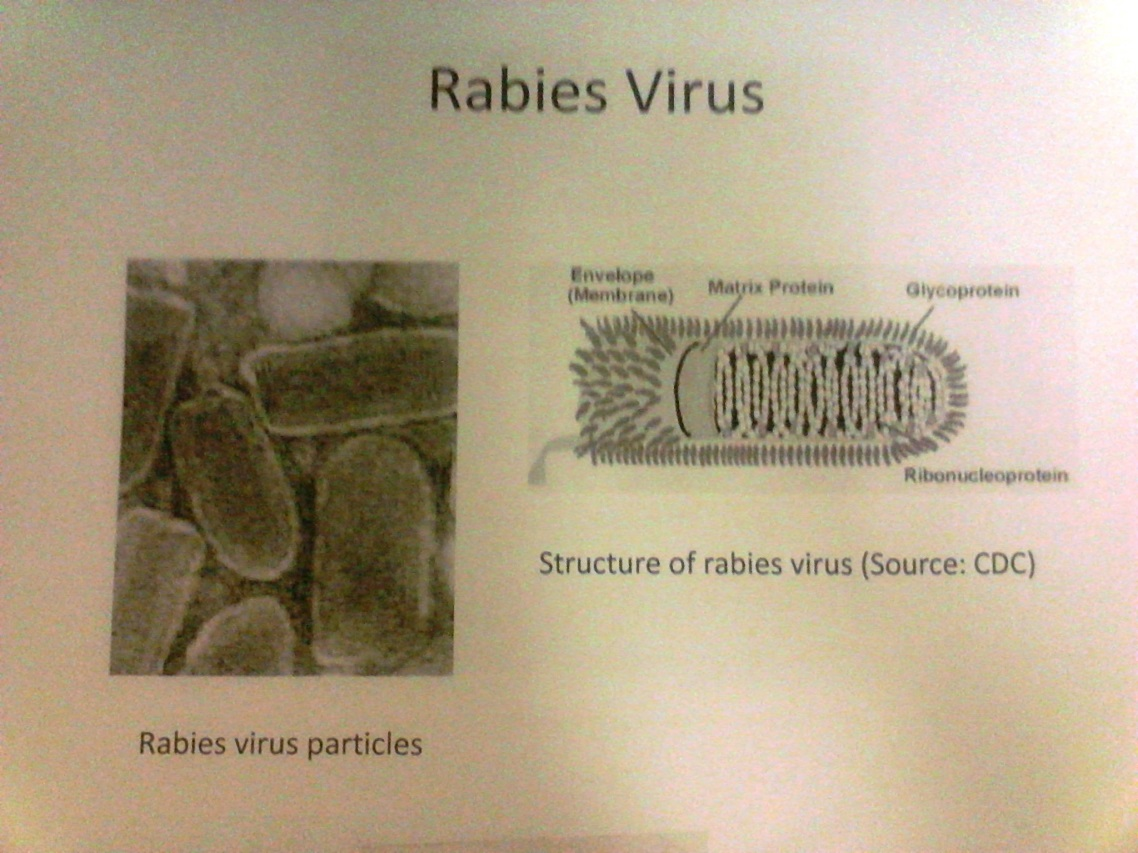 Rabies Virus
Envelope
(Membrane)
Matrix Protein
Glycoprotein
Ribonucleoprotein
Structure of rabies virus (Source: CDC)
Rabies virus particles